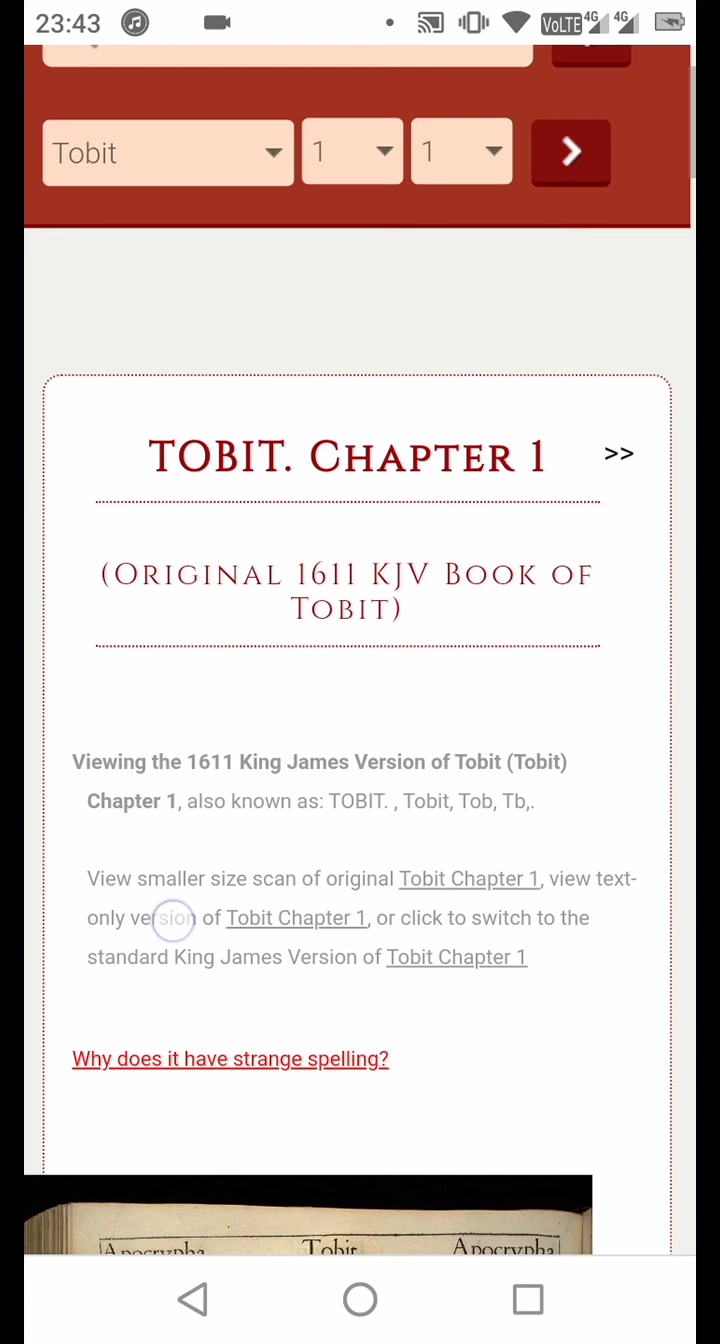 23:43 VoLTE 4G 4G
Tobit 1 1
TOBIT. CHAPTER 1 >>
(ORIGINAL 1611 KJV BOOK OF
TOBIT)
Viewing the 1611 King James Version of Tobit (Tobit)
Chapter 1, also known as: TOBIT. , Tobit, Tob, Tb,.
View smaller size scan of original Tobit Chapter 1, view text-
only version of Tobit Chapter 1, or click to switch to the
standard King James Version of Tobit Chapter 1
Why does it have strange spelling?
Apocrypha Tobit Apocrypha